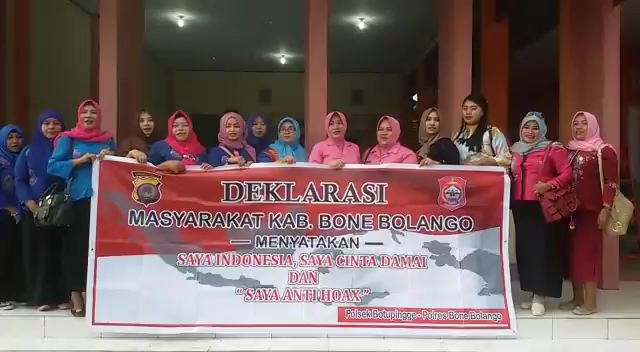 DEKLARASI
MASYARAKAT KAB. BONE BOLANGO
— MENYATAKAN —
SAYA INDONESIA, SAYA CINTA DAMAI
DAN
" SAYA ANTI HOAX "
Polsek Botupingge - Polres Bone Bolango